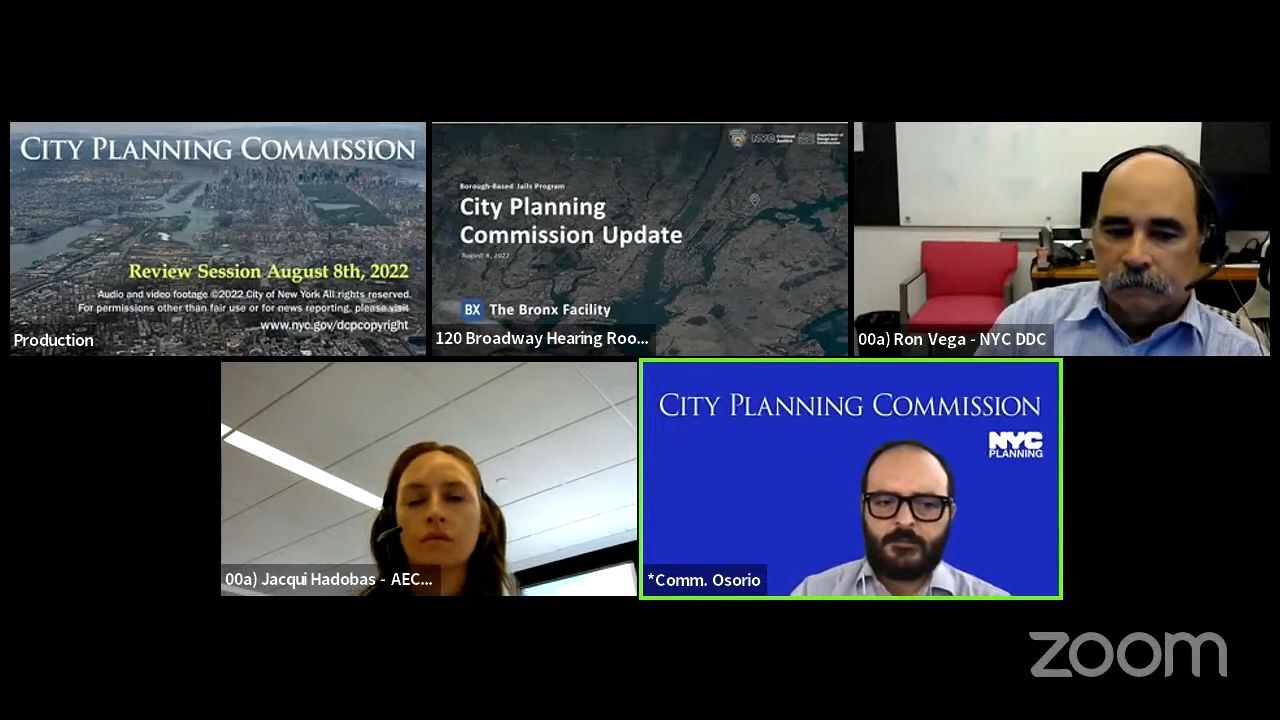 CITY PLANNING COMMISSION
Review Session August 8th, 2022
Audio and video footage ©2022 City of New York All rights reserved.
For permissions other than fair use or for news reporting, please visit
www.nyc.gov/dcpcopyright
Production
Borough-Based Jails Program
City Planning
Commission Update
August 8, 2022
BX The Bronx Facility
120 Broadway Hearing Roo...
00a) Ron Vega - NYC DDC
00a) Jacqui Hadobas - AEC...
CITY PLANNING COMMISSION
NYC
PLANNING
*Comm. Osorio
zoom